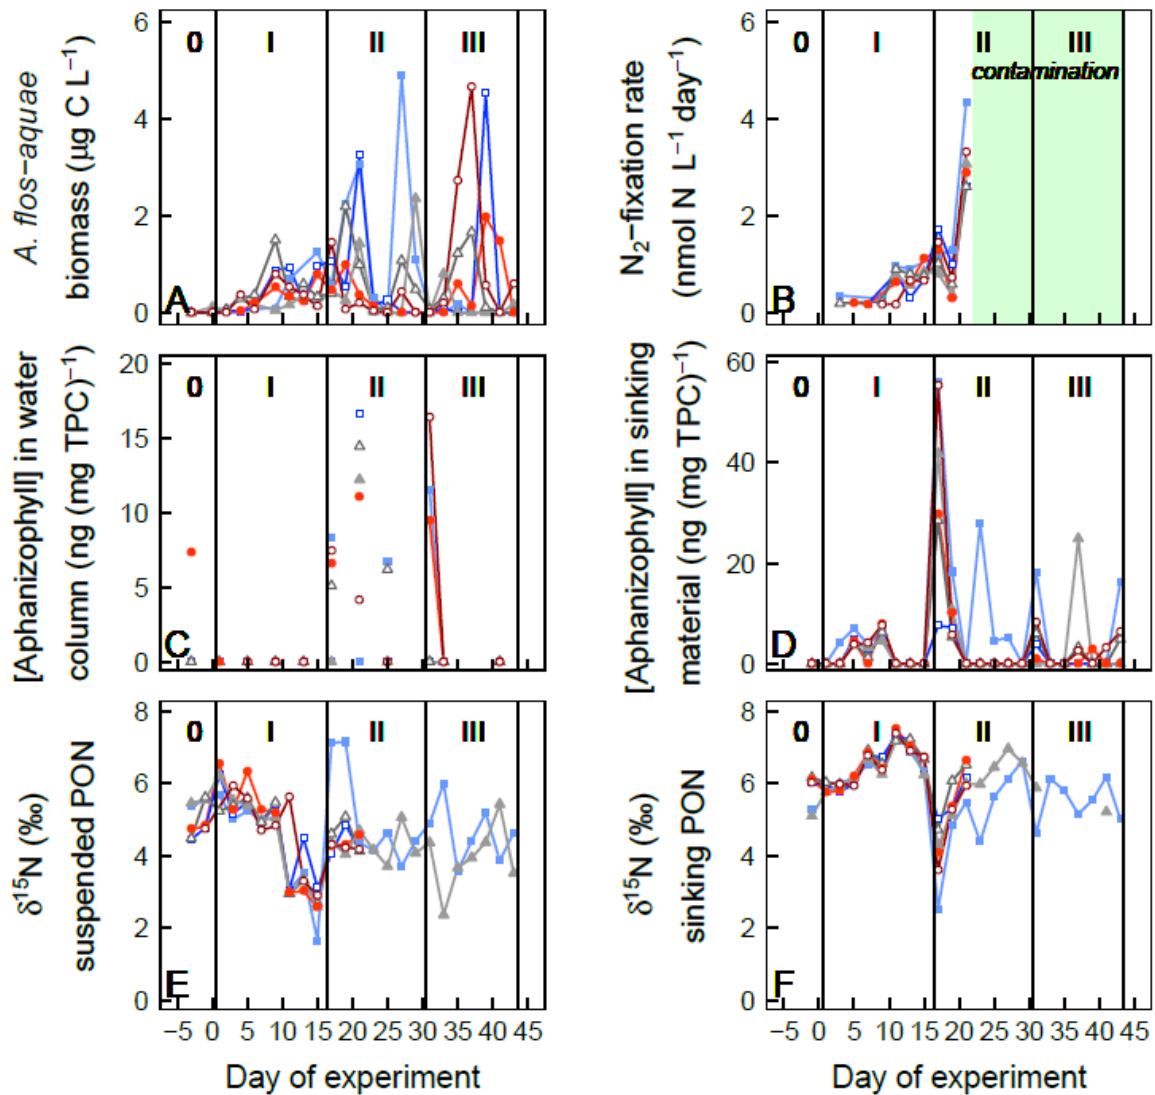 A. flos−aquae
biomass (µg C L−1)
6
4
2
0
0 I II III
A
N2−fixation rate
(nmol N L−1 day−1)
6
4
2
0
0 I II III
contamination
B
[Aphanizophyll] in water
column (ng (mg TPC)−1)
20
15
10
5
0
0 I II III
C
[Aphanizophyll] in sinking
material (ng (mg TPC)−1)
60
40
20
0
0 I II III
D
δ15N (‰)
suspended PON
8
6
4
2
0
0 I II III
E
−5 0 5 10 15 20 25 30 35 40 45
Day of experiment
δ15N (‰)
sinking PON
8
6
4
2
0
0 I II III
F
−5 0 5 10 15 20 25 30 35 40 45
Day of experiment